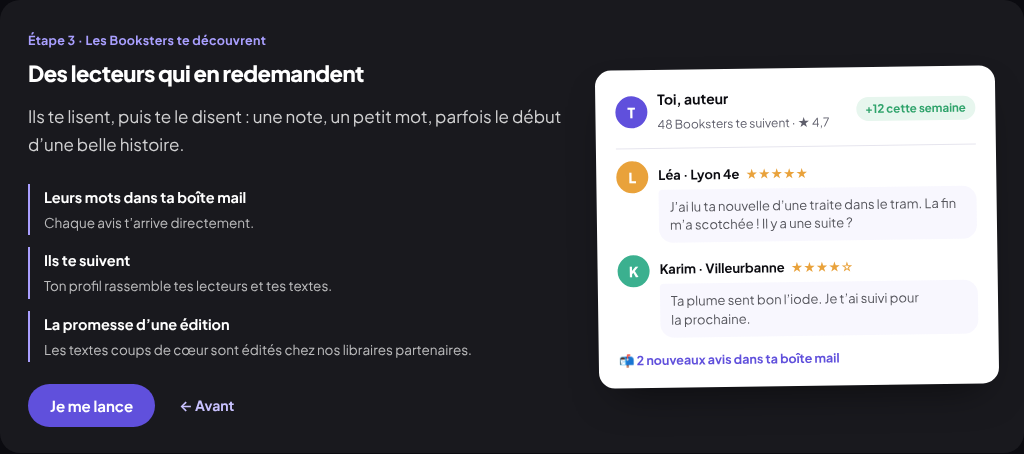 Étape 3 · Les Booksters te découvrent
Des lecteurs qui en redemandent
Ils te lisent, puis te le disent : une note, un petit mot, parfois le début
d’une belle histoire.
Leurs mots dans ta boîte mail
Chaque avis t’arrive directement.
Ils te suivent
Ton profil rassemble tes lecteurs et tes textes.
La promesse d’une édition
Les textes coups de cœur sont édités chez nos libraires partenaires.
Je me lance
← Avant
T
Toi, auteur
48 Booksters te suivent · ★ 4,7
+12 cette semaine
L
Léa · Lyon 4e ★★★★★
J’ai lu ta nouvelle d’une traite dans le tram. La fin
m’a scotchée ! Il y a une suite ?
K
Karim · Villeurbanne ★★★★☆
Ta plume sent bon l’iode. Je t’ai suivi pour
la prochaine.
📬 2 nouveaux avis dans ta boîte mail